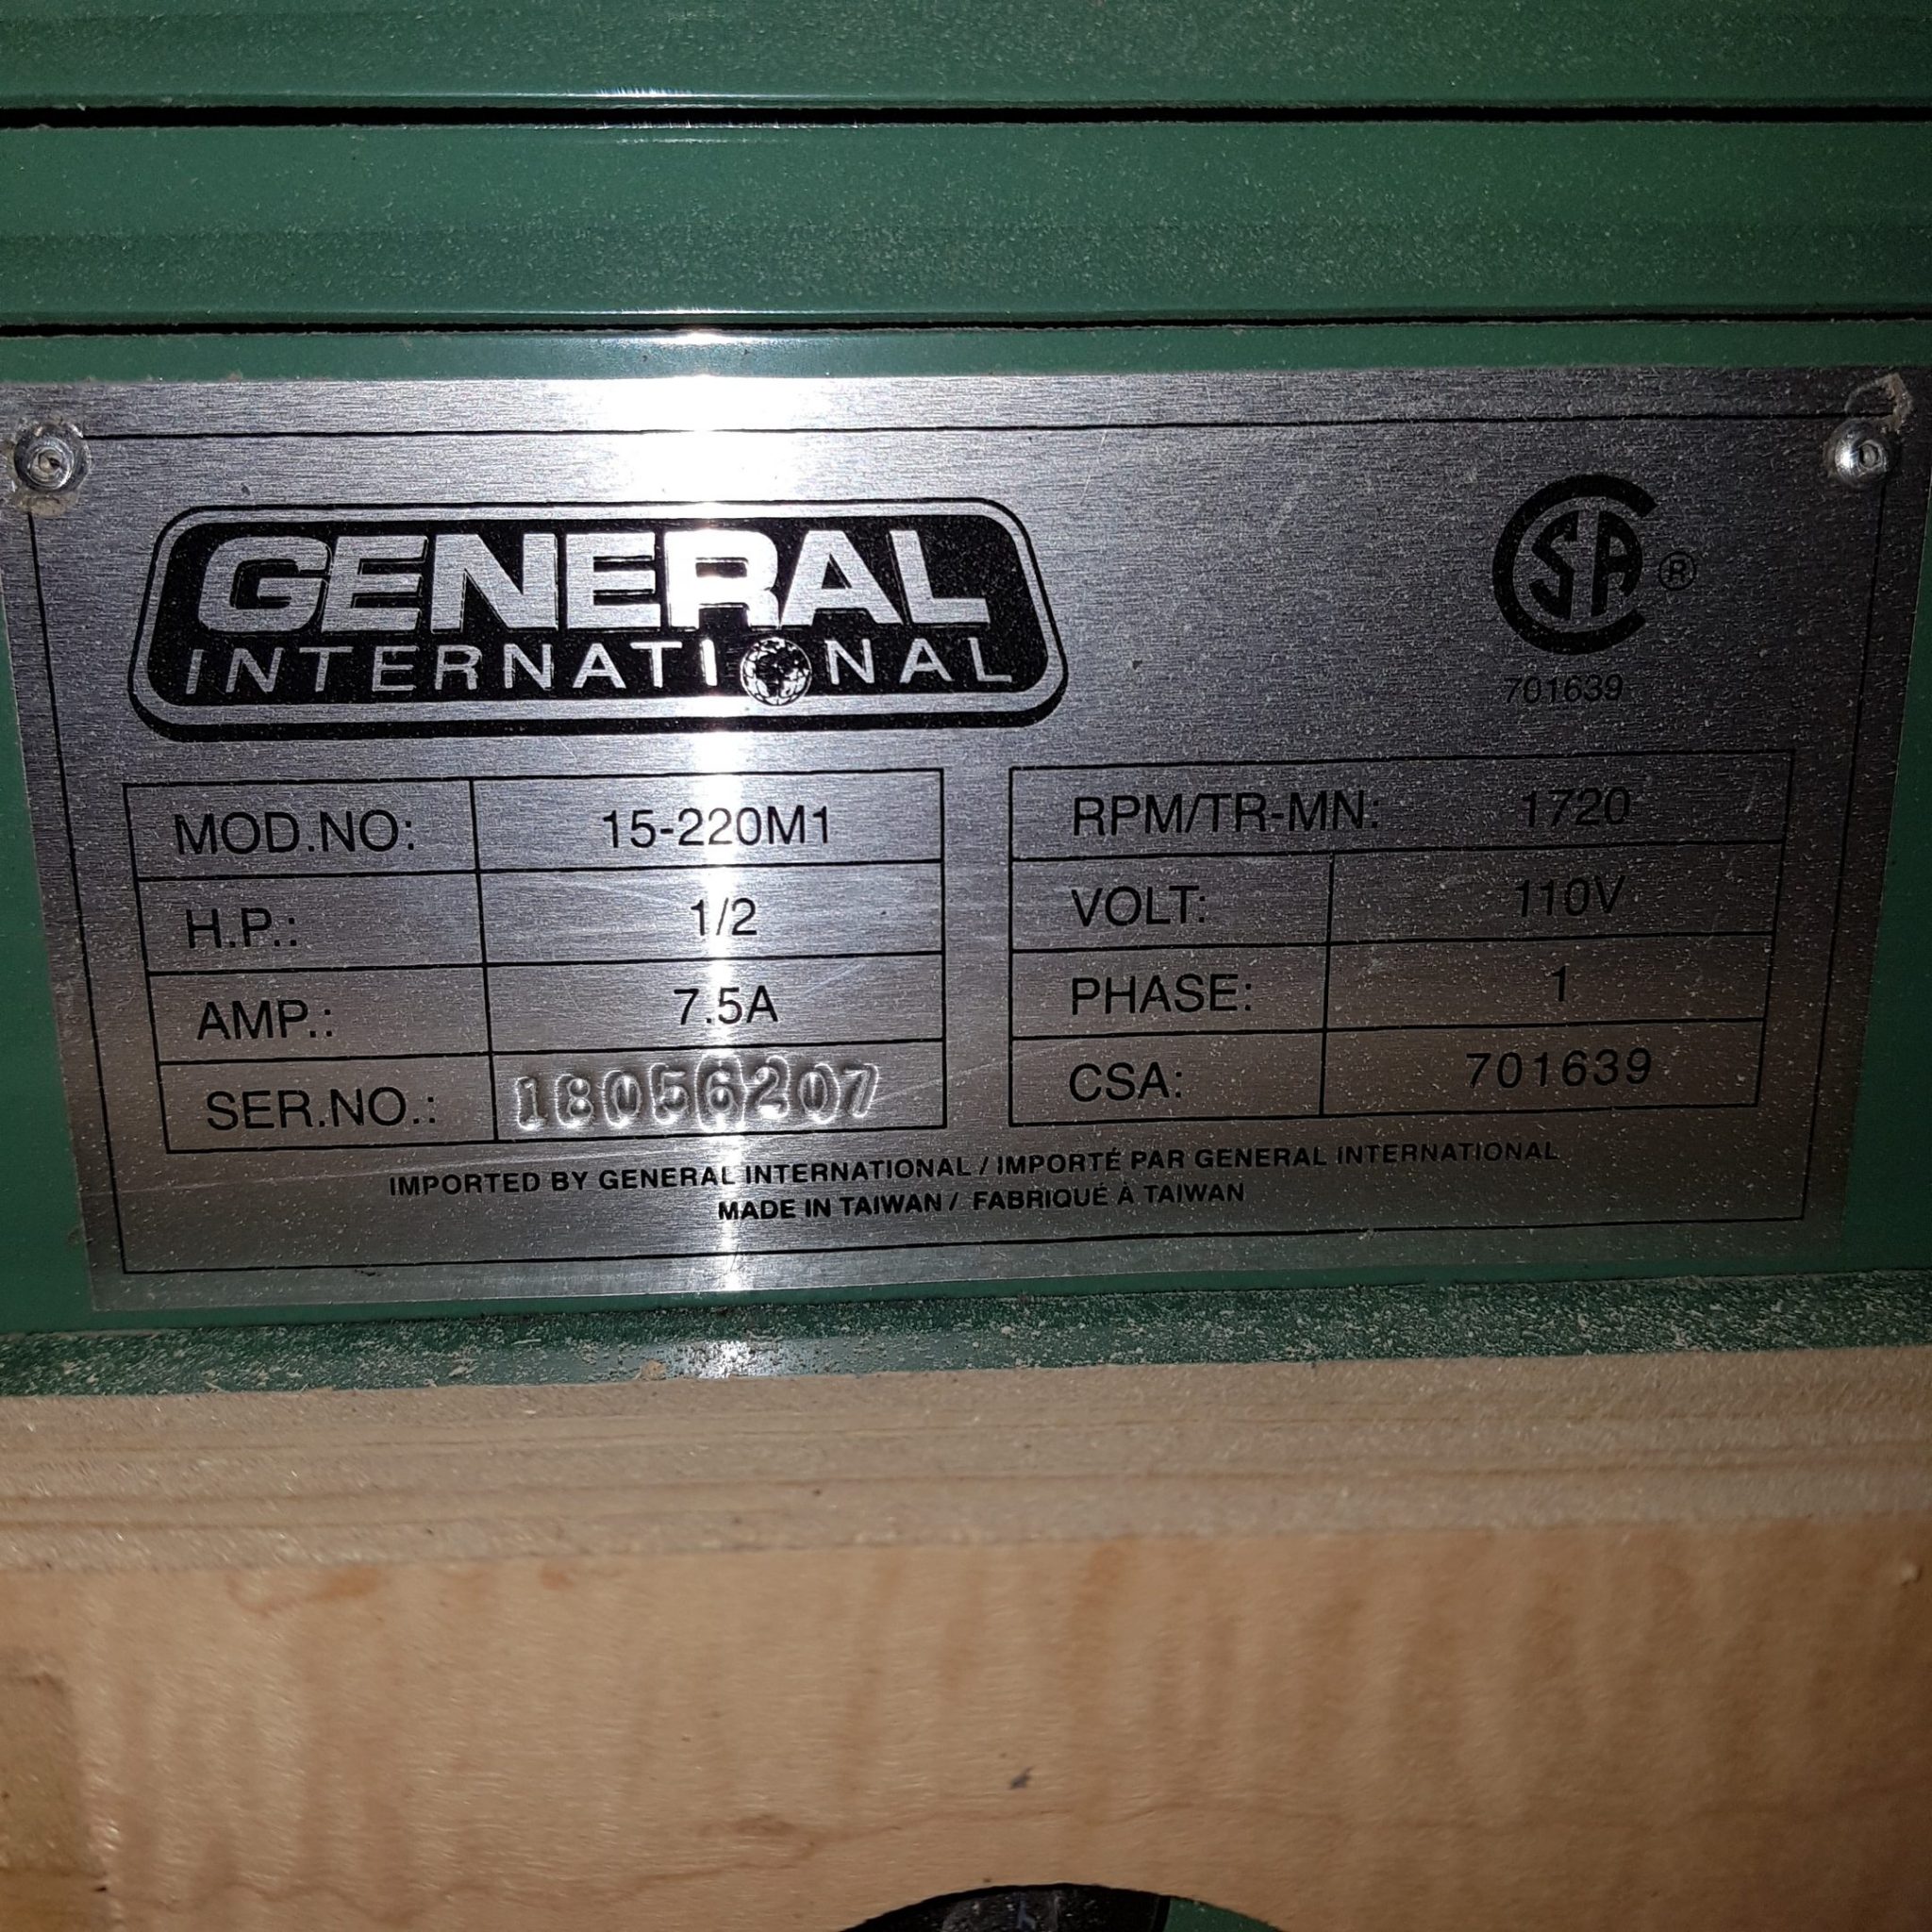 GENERAL
INTERNATIONAL
CSA ®
701639
MOD.NO: 15-220M1
H.P.: 1/2
AMP.: 7.5A
SER.NO.: 18056207
RPM/TR-MN: 1720
VOLT: 110V
PHASE: 1
CSA: 701639
IMPORTED BY GENERAL INTERNATIONAL / IMPORTÉ PAR GENERAL INTERNATIONAL
MADE IN TAIWAN / FABRIQUÉ À TAIWAN